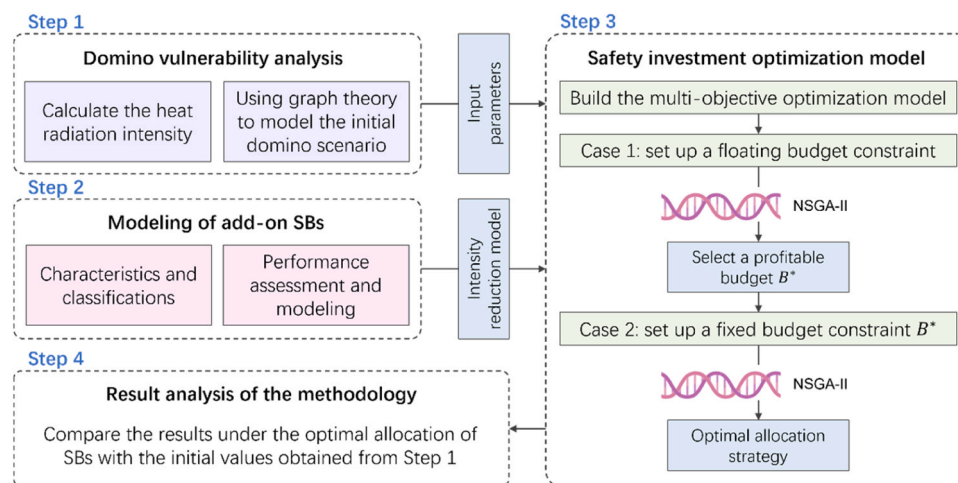 Step 1
Domino vulnerability analysis
Calculate the heat
radiation intensity
Using graph theory
to model the initial
domino scenario
Input
parameters
Step 2
Modeling of add-on SBs
Characteristics and
classifications
Performance
assessment and
modeling
Intensity
reduction model
Step 3
Safety investment optimization model
Build the multi-objective optimization model
Case 1: set up a floating budget constraint
NSGA-II
Select a profitable
budget B*
Case 2: set up a fixed budget constraint B*
NSGA-II
Optimal allocation
strategy
Step 4
Result analysis of the methodology
Compare the results under the optimal allocation of
SBs with the initial values obtained from Step 1